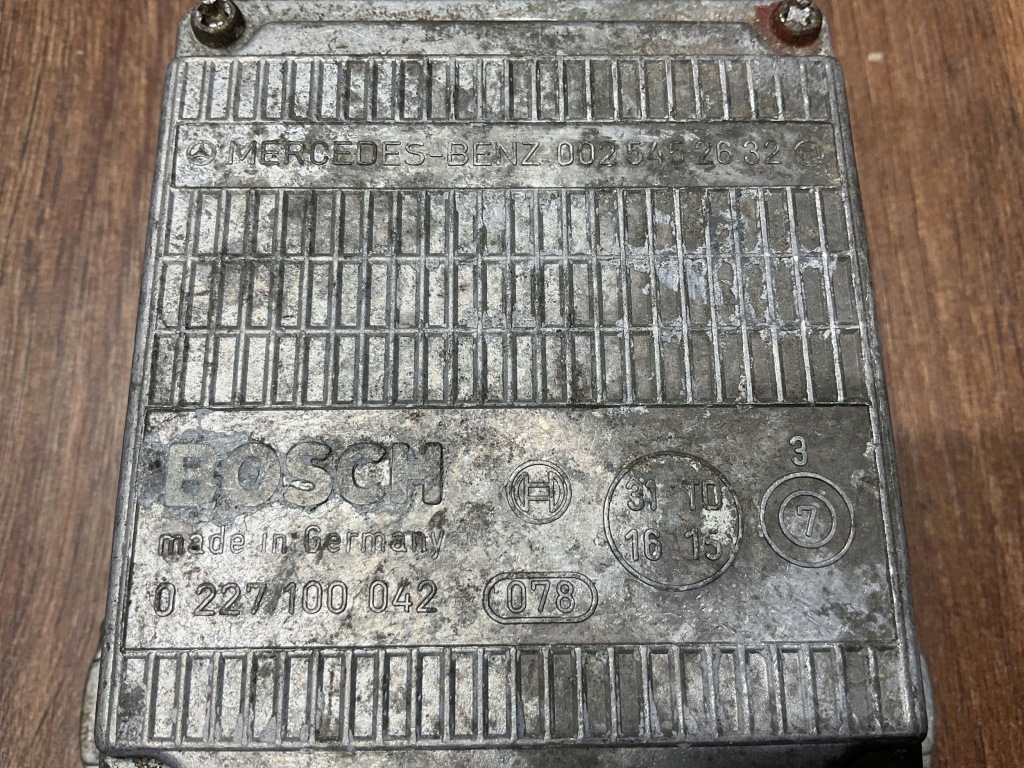 MERCEDES-BENZ 002 545 26 32
BOSCH
made in Germany
0 227 100 042
078
31 TD
16 15
3
7